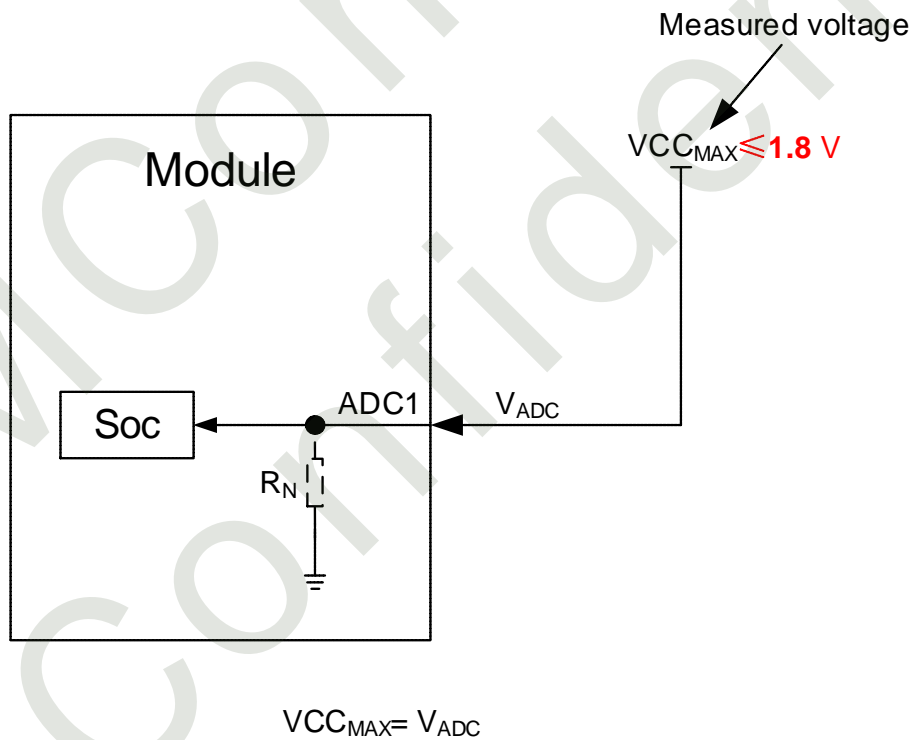 Measured voltage
VCCMAX≤1.8 V
Module
ADC1
VADC
Soc
RN
VCCMAX= VADC